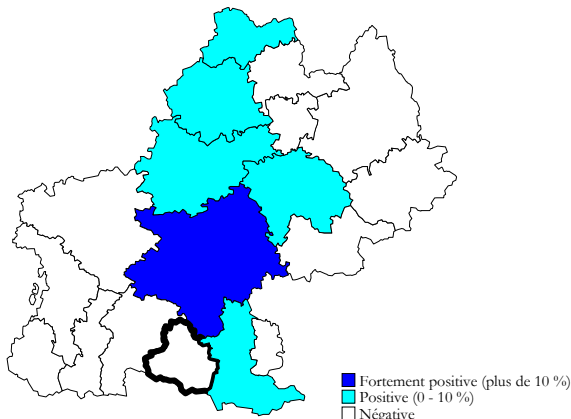 Fortement positive (plus de 10 %)
Positive (0 - 10 %)
Négative